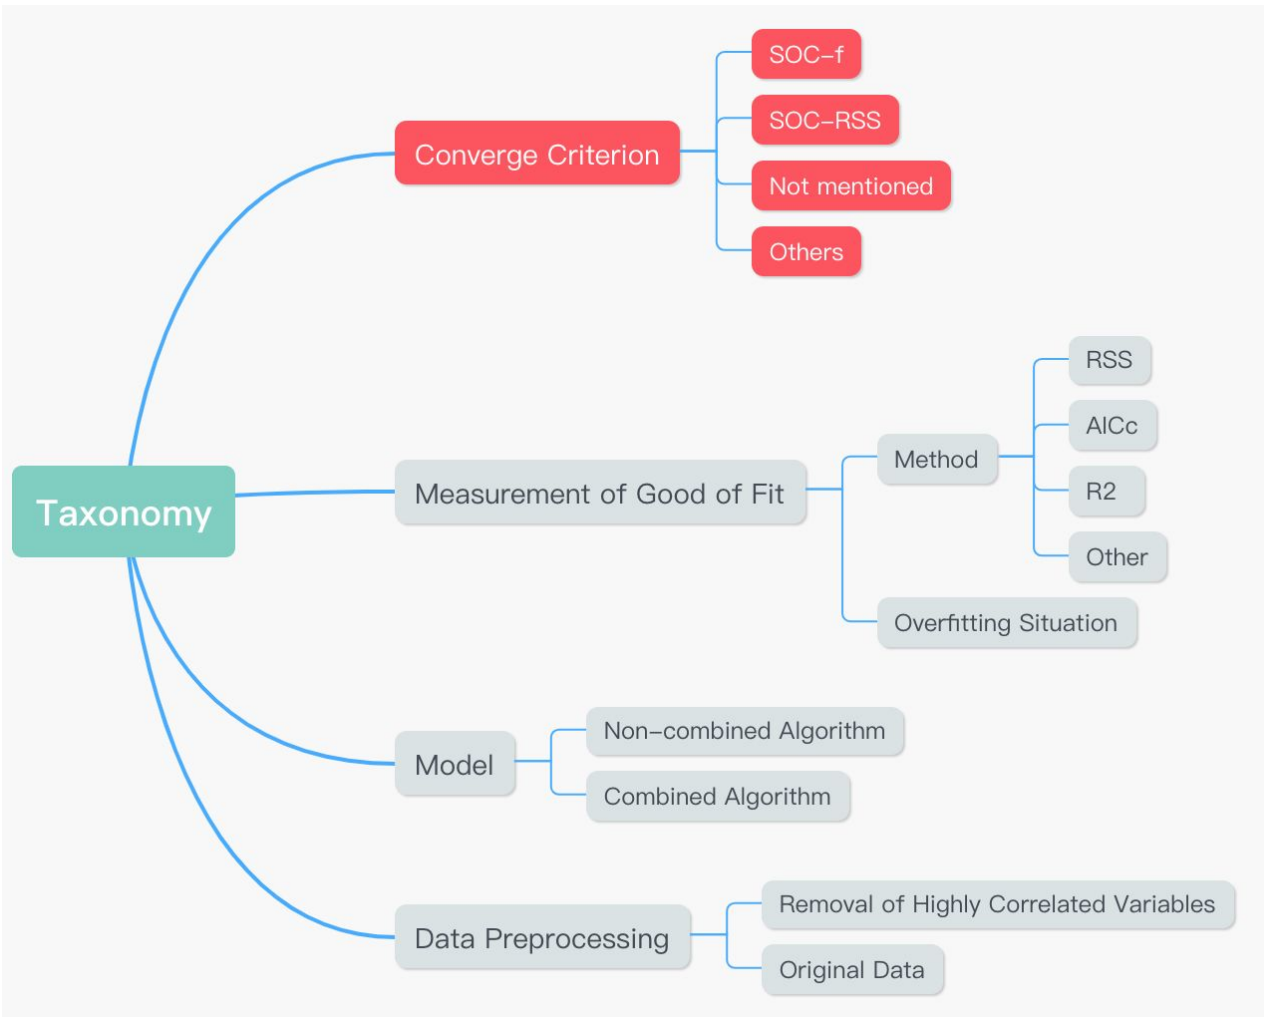 Taxonomy
Converge Criterion
SOC-f
SOC-RSS
Not mentioned
Others
Measurement of Good of Fit
Method
RSS
AICc
R2
Other
Overfitting Situation
Model
Non-combined Algorithm
Combined Algorithm
Data Preprocessing
Removal of Highly Correlated Variables
Original Data